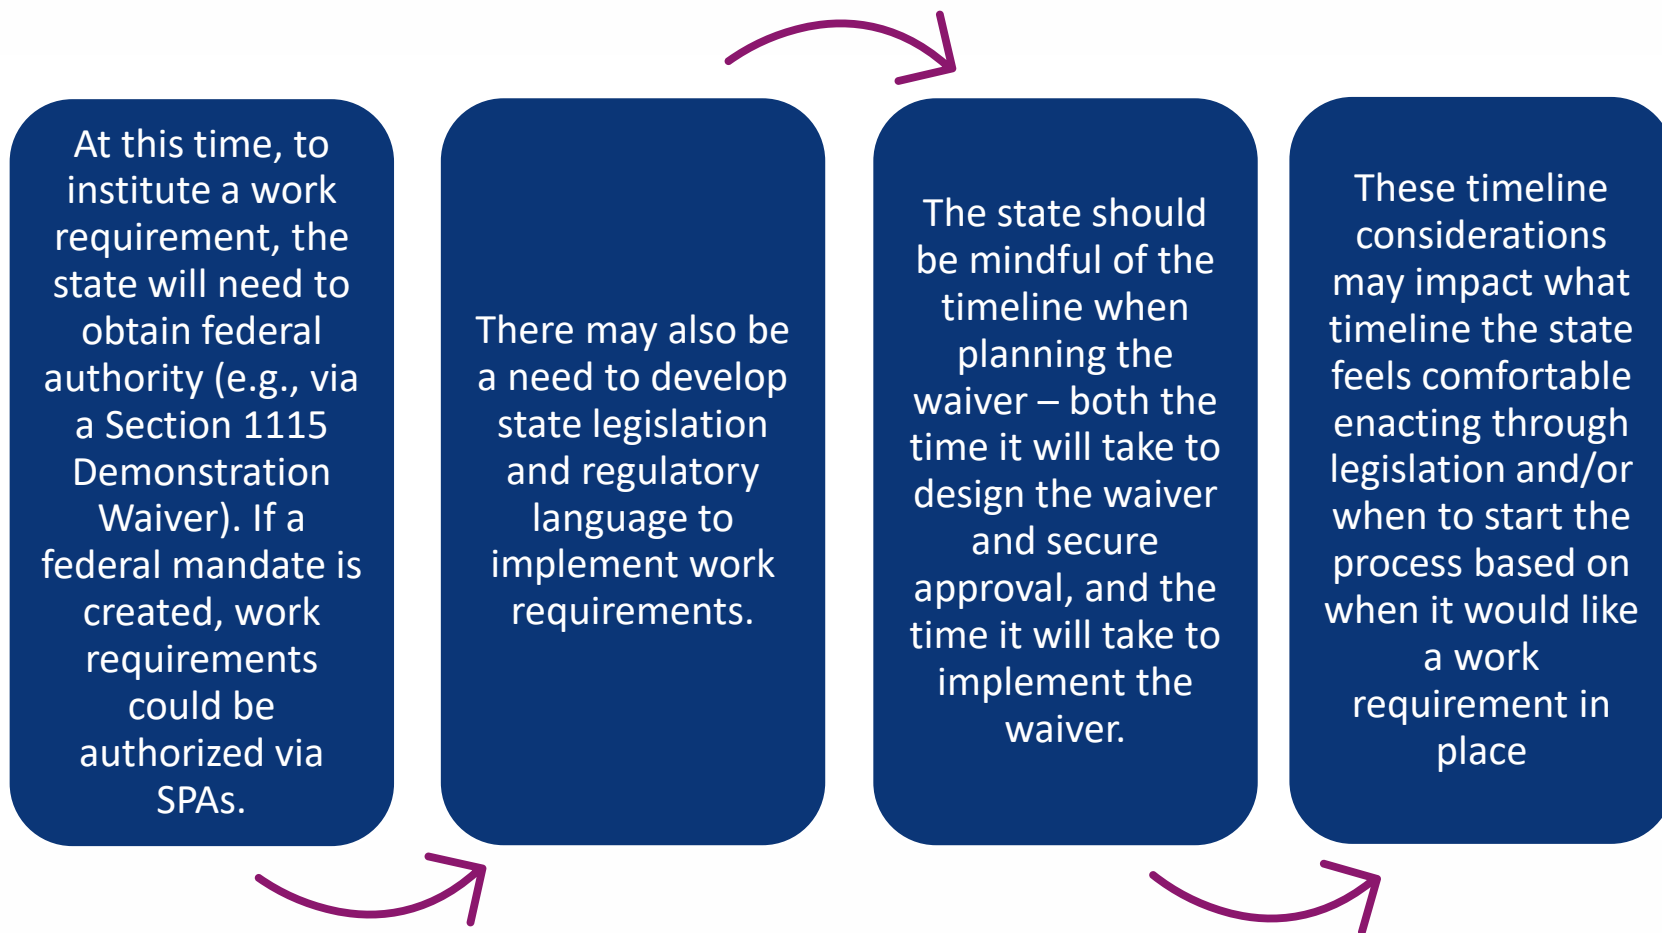 At this time, to
institute a work
requirement, the
state will need to
obtain federal
authority (e.g., via
a Section 1115
Demonstration
Waiver). If a
federal mandate is
created, work
requirements
could be
authorized via
SPAs.
There may also be
a need to develop
state legislation
and regulatory
language to
implement work
requirements.
The state should
be mindful of the
timeline when
planning the
waiver – both the
time it will take to
design the waiver
and secure
approval, and the
time it will take to
implement the
waiver.
These timeline
considerations
may impact what
timeline the state
feels comfortable
enacting through
legislation and/or
when to start the
process based on
when it would like
a work
requirement in
place